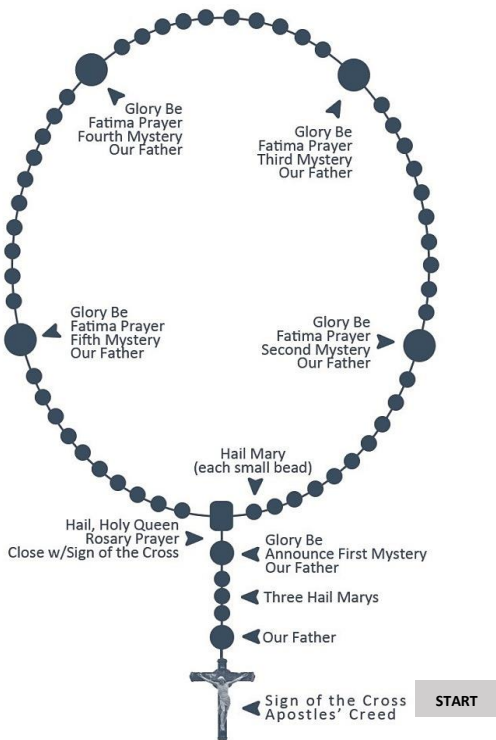 Glory Be
Fatima Prayer
Fourth Mystery
Our Father
Glory Be
Fatima Prayer
Third Mystery
Our Father
Glory Be
Fatima Prayer
Fifth Mystery
Our Father
Glory Be
Fatima Prayer
Second Mystery
Our Father
Hail Mary
(each small bead)
Hail, Holy Queen
Rosary Prayer
Close w/Sign of the Cross
Glory Be
Announce First Mystery
Our Father
Three Hail Marys
Our Father
Sign of the Cross
Apostles' Creed
START